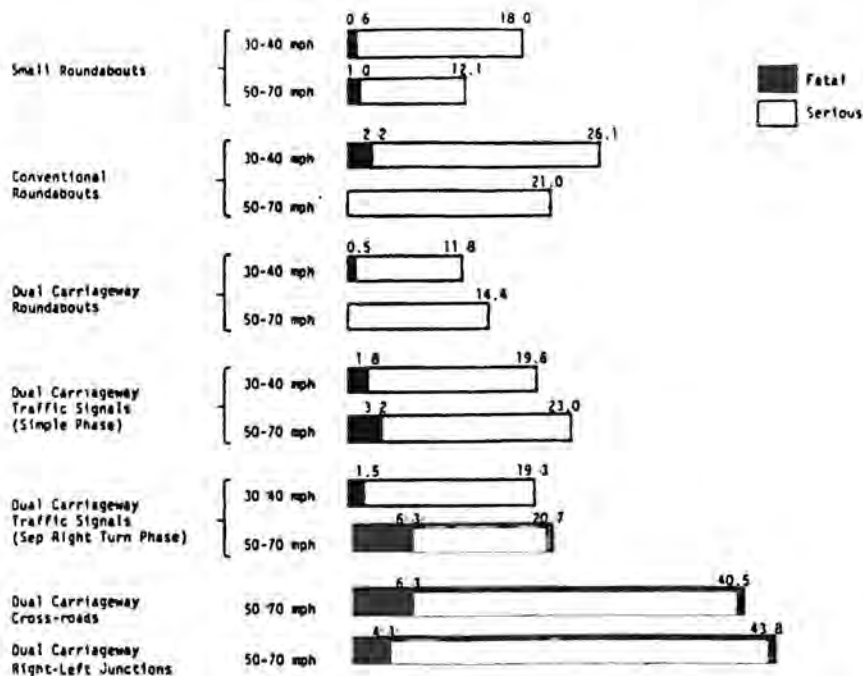 0 6 18 0
Small Roundabouts
30-40 mph
1 0 12.1
50-70 mph
Fatal
Serious
2 2 26.1
Conventional
Roundabouts
30-40 mph
21.0
50-70 mph
0.5 11 8
Dual Carriageway
Roundabouts
30-40 mph
14.4
50-70 mph
1 8 19.6
Dual Carriageway
Traffic Signals
(Simple Phase)
30-40 mph
3 2 23.0
50-70 mph
1.5 19 3
Dual Carriageway
Traffic Signals
(Sep Right Turn Phase)
30 40 mph
6 3 20.7
50-70 mph
6 3 40.5
Dual Carriageway
Cross-roads
50 70 mph
43.8
Dual Carriageway
Right-Left Junctions
50-70 mph